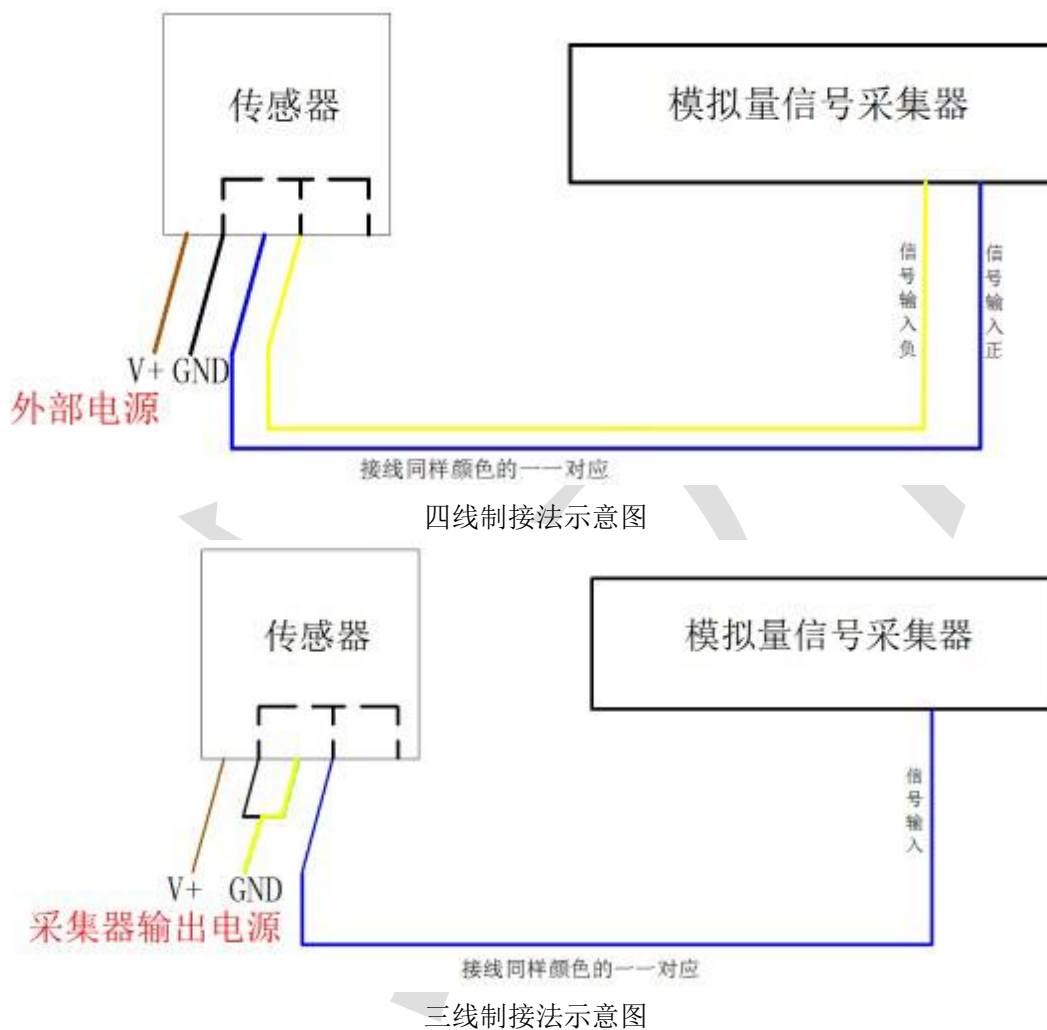 传感器
模拟量信号采集器
信号输入负
信号输入正
V+ GND
外部电源
接线同样颜色的一一对应
四线制接法示意图
传感器
模拟量信号采集器
信号输入
V+ GND
采集器输出电源
接线同样颜色的一一对应
三线制接法示意图